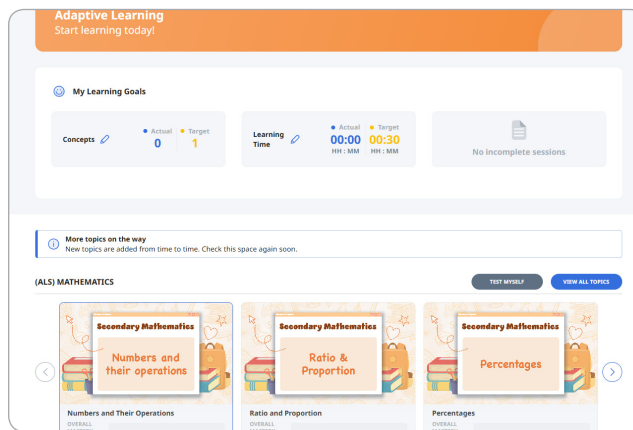 Adaptive Learning
Start learning today!
My Learning Goals
Concepts
Actual
Target
0
1
Learning
Time
Actual
Target
00:00
00:30
HH : MM
HH : MM
No incomplete sessions
More topics on the way
New topics are added from time to time. Check this space again soon.
(ALS) MATHEMATICS
TEST MYSELF
VIEW ALL TOPICS
Secondary Mathematics
Numbers and
their operations
Secondary Mathematics
Ratio &
Proportion
Secondary Mathematics
Percentages
Numbers and Their Operations
OVERALL
Ratio and Proportion
OVERALL
Percentages
OVERALL